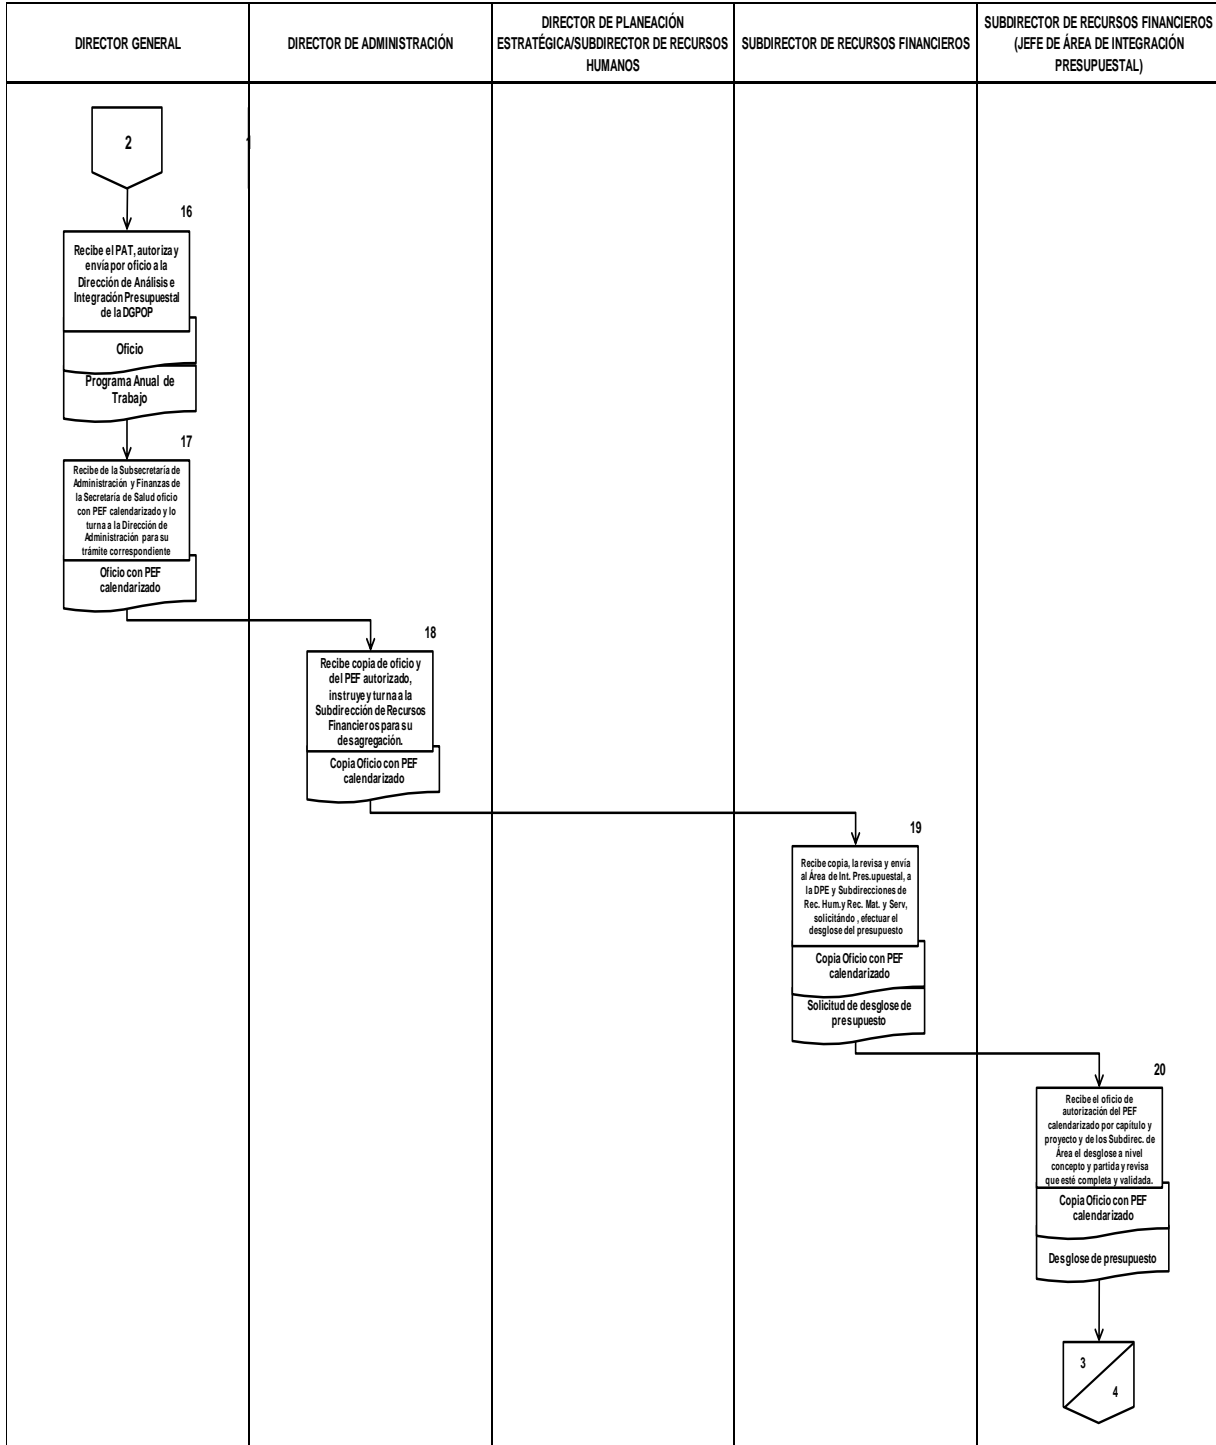 DIRECTOR GENERAL
DIRECTOR DE ADMINISTRACIÓN
DIRECTOR DE PLANEACIÓN
ESTRATÉGICA/SUBDIRECTOR DE RECURSOS
HUMANOS
SUBDIRECTOR DE RECURSOS FINANCIEROS
SUBDIRECTOR DE RECURSOS FINANCIEROS
(JEFE DE ÁREA DE INTEGRACIÓN
PRESUPUESTAL)
2
1
16
Recibe el PAT, autoriza y
envía por oficio a la
Dirección de Análisis e
Integración Presupuestal
de la DGPOP
Oficio
Programa Anual de
Trabajo
17
Recibe de la Subsecretaría de
Administración y Finanzas de
la Secretaría de Salud oficio
con PEF calendarizado y lo
turna a la Dirección de
Administración para su
trámite correspondiente
Oficio con PEF
calendarizado
18
Recibe copia de oficio y
del PEF autorizado,
instruye y turna a la
Subdirección de Recursos
Financieros para su
desagregación.
Copia Oficio con PEF
calendarizado
19
Recibe copia, la revisa y envía
al Área de Int. Pres.upuestal, a
la DPE y Subdirecciones de
Rec. Hum.y Rec. Mat. y Serv,
solicitándo , efectuar el
desglose del presupuesto
Copia Oficio con PEF
calendarizado
Solicitud de desglose de
presupuesto
20
Recibe el oficio de
autorización del PEF
calendarizado por capítulo y
proyecto y de los Subdirec. de
Área el desglose a nivel
concepto y partida y revisa
que esté completa y validada.
Copia Oficio con PEF
calendarizado
Desglose de presupuesto
3
4